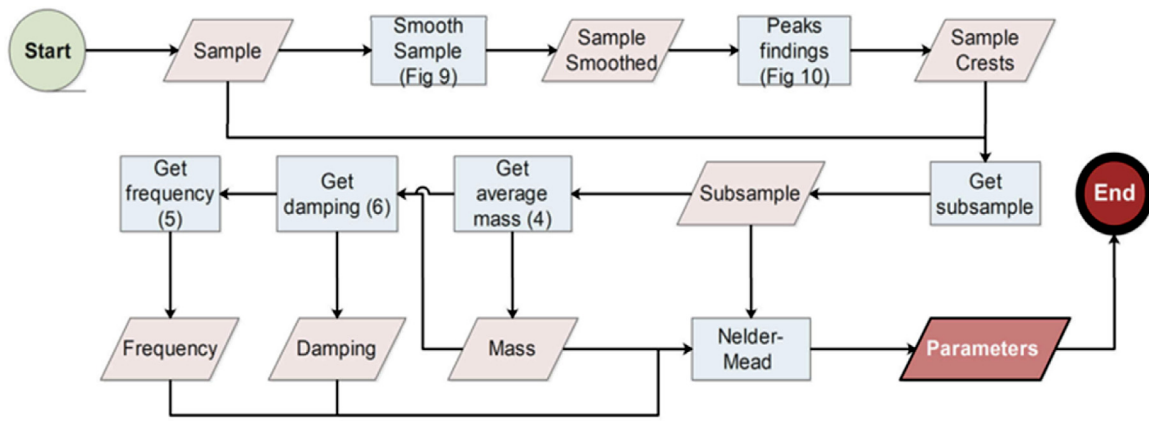 Start
Sample
Smooth
Sample
(Fig 9)
Sample
Smoothed
Peaks
findings
(Fig 10)
Sample
Crests
Get
frequency
(5)
Get
damping (6)
Get
average
mass (4)
Subsample
Get
subsample
End
Frequency
Damping
Mass
Nelder-
Mead
Parameters